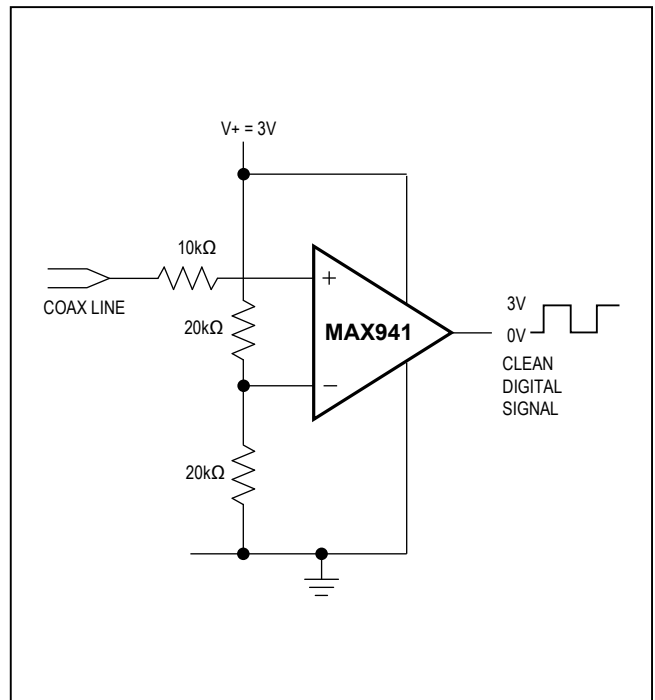 V+ = 3V
10kΩ
COAX LINE
20kΩ
+
MAX941
−
20kΩ
3V
0V
CLEAN
DIGITAL
SIGNAL